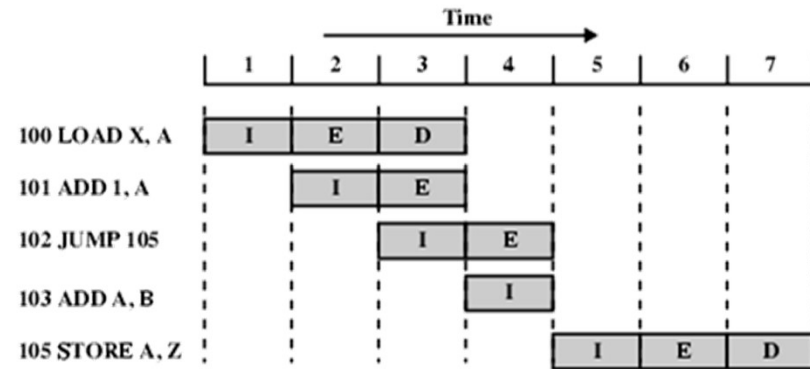 Time
1 2 3 4 5 6 7
100 LOAD X, A I E D
101 ADD 1, A I E
102 JUMP 105 I E
103 ADD A, B I
105 STORE A, Z I E D